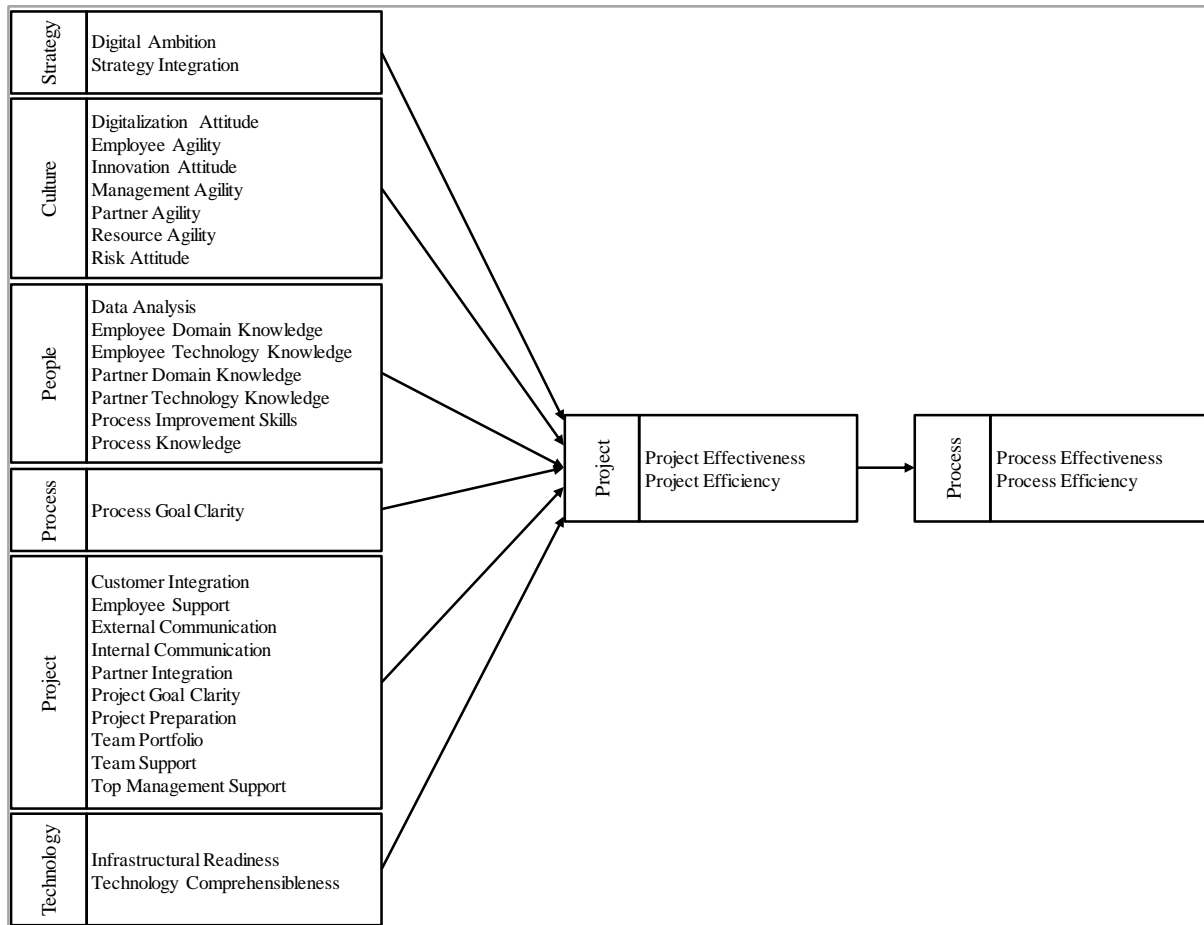 Strategy
Digital Ambition
Strategy Integration
Culture
Digitalization Attitude
Employee Agility
Innovation Attitude
Management Agility
Partner Agility
Resource Agility
Risk Attitude
People
Data Analysis
Employee Domain Knowledge
Employee Technology Knowledge
Partner Domain Knowledge
Partner Technology Knowledge
Process Improvement Skills
Process Knowledge
Process
Process Goal Clarity
Project
Customer Integration
Employee Support
External Communication
Internal Communication
Partner Integration
Project Goal Clarity
Project Preparation
Team Portfolio
Team Support
Top Management Support
Technology
Infrastructural Readiness
Technology Comprehensibleness
Project
Project Effectiveness
Project Efficiency
Process
Process Effectiveness
Process Efficiency